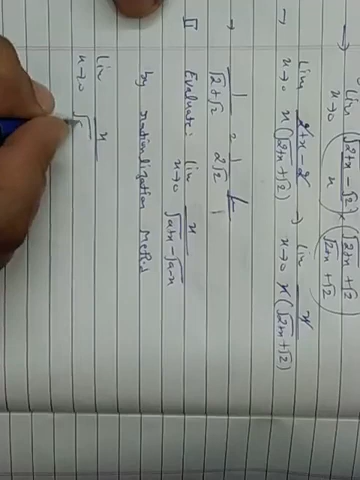 → Lim x→0 (√2+x − √2)/x × (√2+x + √2)/(√2+x + √2)
→ Lim x→0 2+x−2 / x(√2+x + √2) → Lim x→0 x / x(√2+x + √2)
→ 1/(√2+√2) = 1/(2√2)
Evaluate: Lim x→0 x/(√a+x − √a−x)
by rationalization Method
Lim x→0 x/√